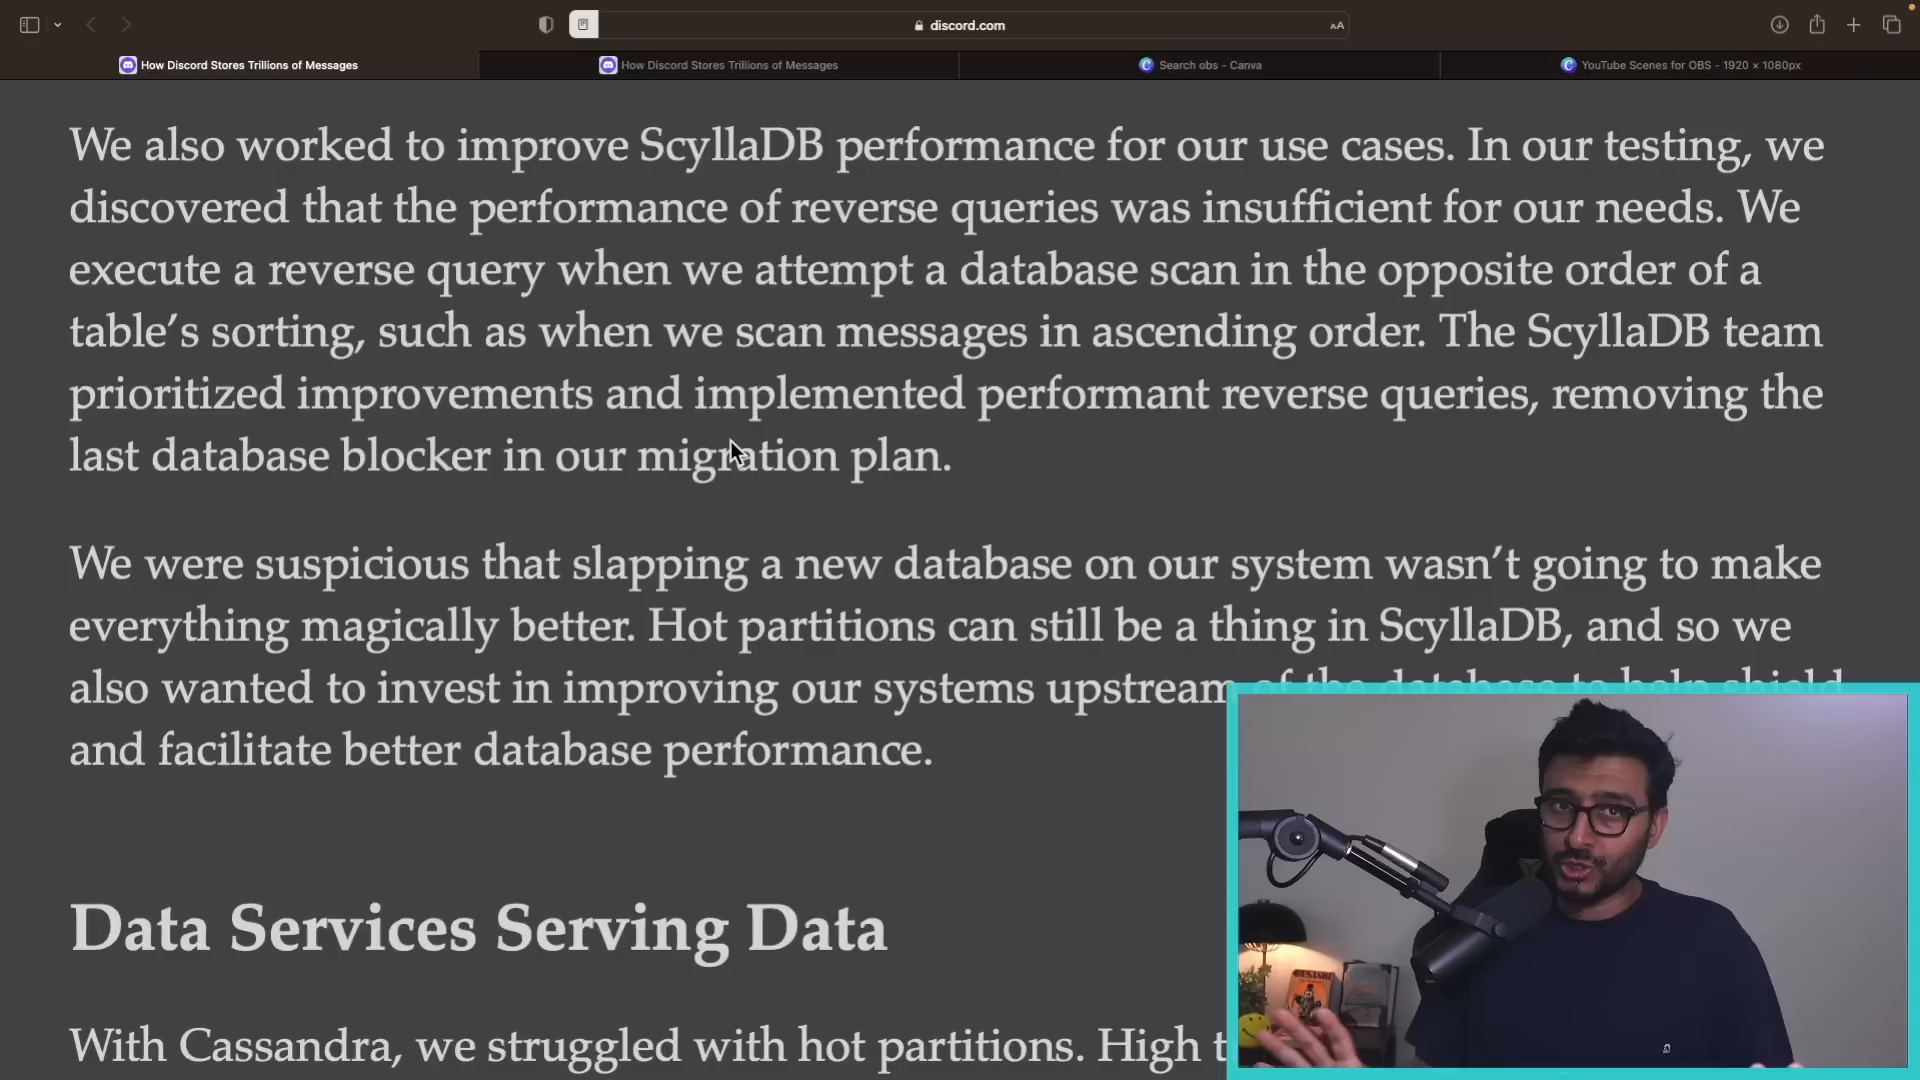 discord.com
AA
How Discord Stores Trillions of Messages
How Discord Stores Trillions of Messages
Search obs - Canva
YouTube Scenes for OBS - 1920 × 1080px
We also worked to improve ScyllaDB performance for our use cases. In our testing, we
discovered that the performance of reverse queries was insufficient for our needs. We
execute a reverse query when we attempt a database scan in the opposite order of a
table’s sorting, such as when we scan messages in ascending order. The ScyllaDB team
prioritized improvements and implemented performant reverse queries, removing the
last database blocker in our migration plan.
We were suspicious that slapping a new database on our system wasn’t going to make
everything magically better. Hot partitions can still be a thing in ScyllaDB, and so we
also wanted to invest in improving our systems upstream of the database to help shield
and facilitate better database performance.
Data Services Serving Data
With Cassandra, we struggled with hot partitions. High